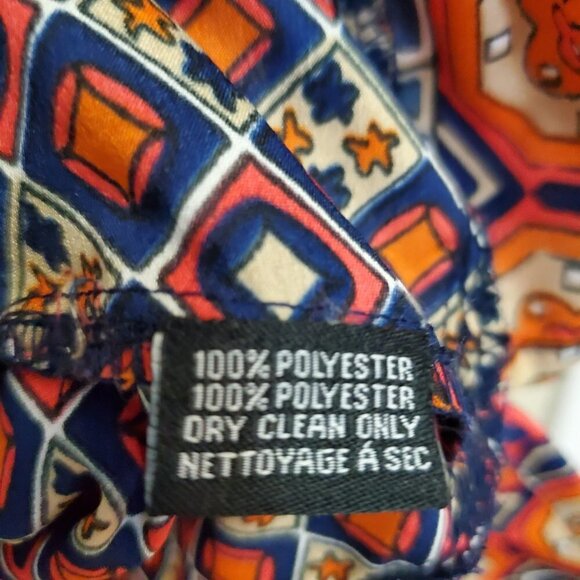 100% POLYESTER
100% POLYESTER
DRY CLEAN ONLY
NETTOYAGE Á SEC